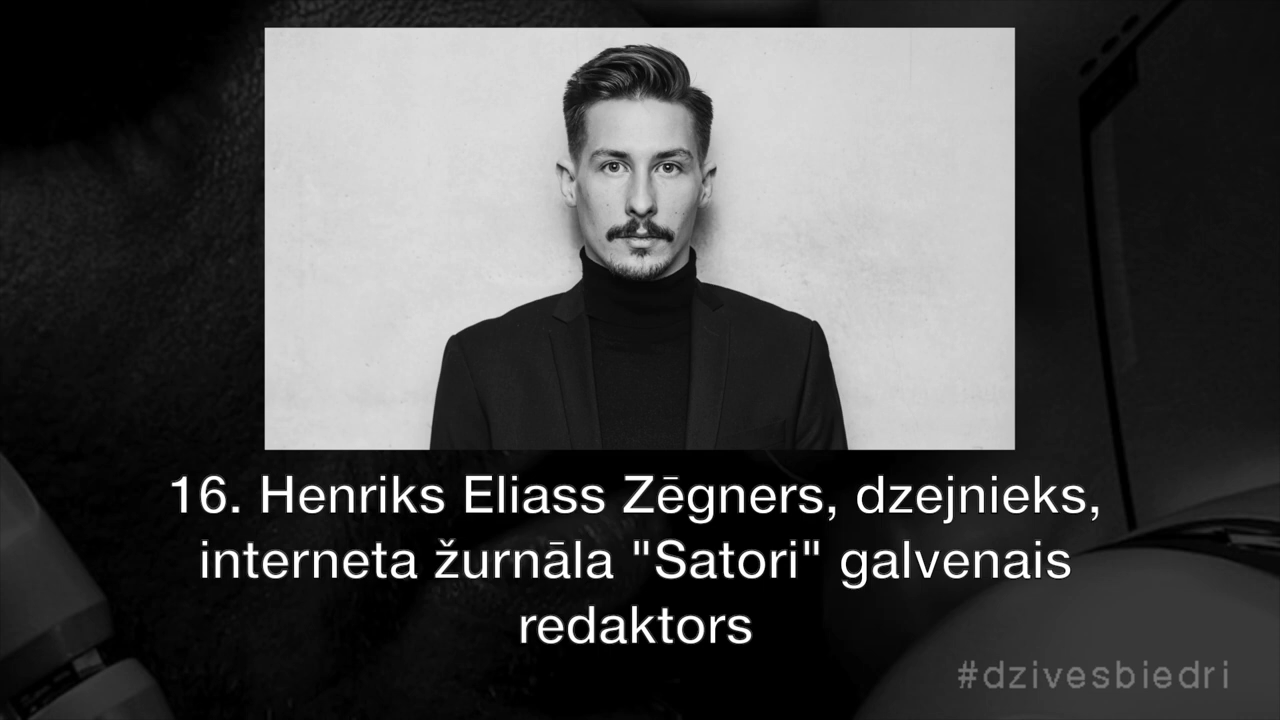 16. Henriks Eliass Zēgners, dzejnieks,
interneta žurnāla "Satori" galvenais
redaktors
#dzivesbiedri